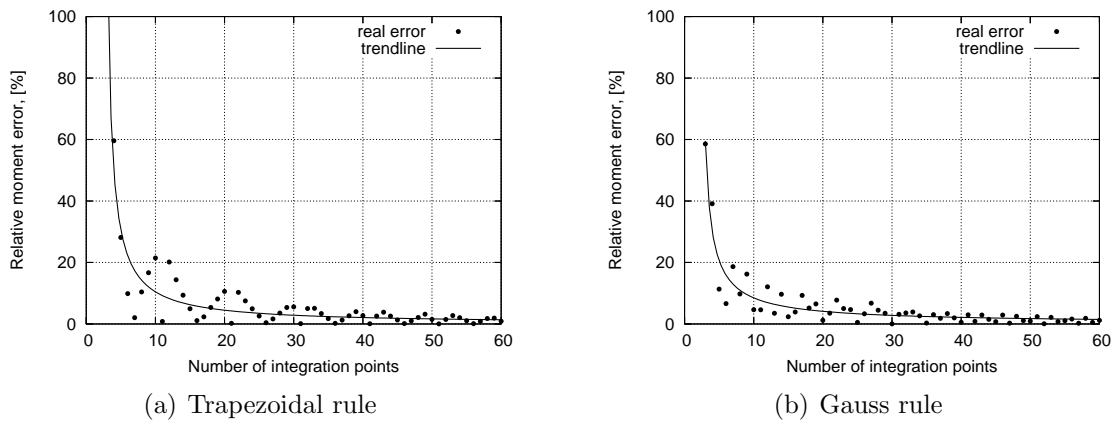 100
80
60
40
20
0
Relative moment error, [%]
0 10 20 30 40 50 60
Number of integration points
real error
trendline
(a) Trapezoidal rule
100
80
60
40
20
0
Relative moment error, [%]
0 10 20 30 40 50 60
Number of integration points
real error
trendline
(b) Gauss rule